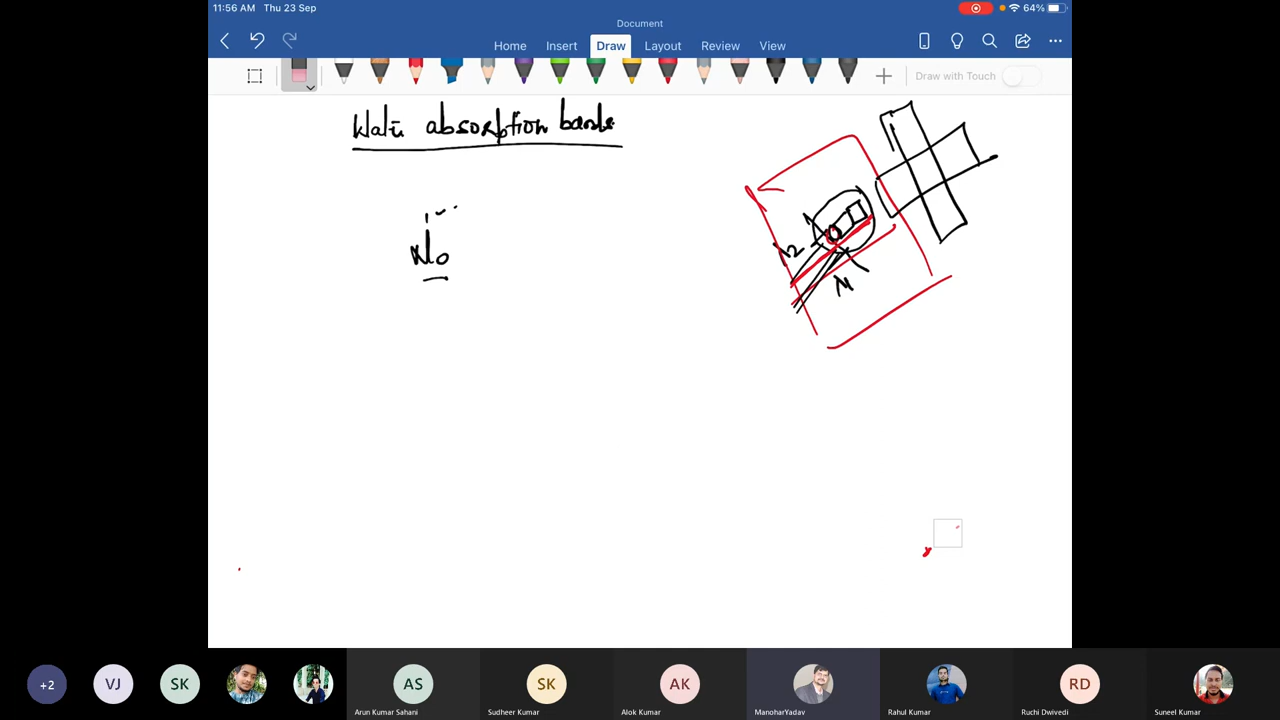 11:56 AM Thu 23 Sep
64%
Document
Home Insert Draw Layout Review View
Draw with Touch
absorption bands
+2
VJ
SK
AS
SK
AK
RD
Arun Kumar Sahani
Sudheer Kumar
Alok Kumar
ManoharYadav
Rahul Kumar
Ruchi Dwivedi
Suneel Kumar